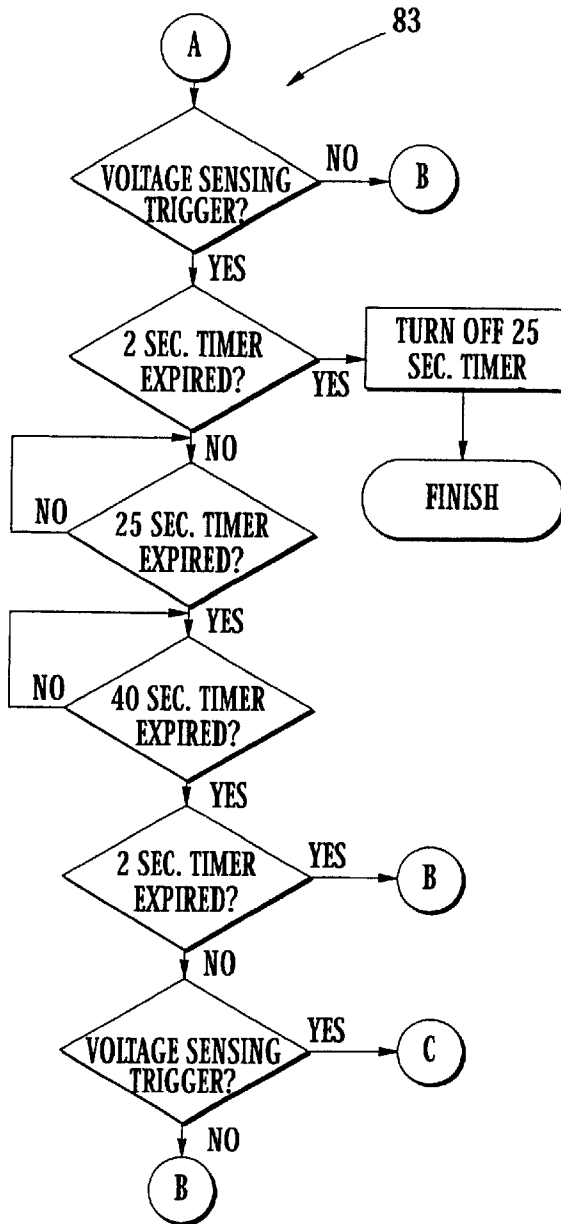 83
A
VOLTAGE SENSING
TRIGGER?
NO
B
YES
2 SEC. TIMER
EXPIRED?
YES
TURN OFF 25
SEC. TIMER
FINISH
NO
25 SEC. TIMER
EXPIRED?
NO
YES
40 SEC. TIMER
EXPIRED?
NO
YES
2 SEC. TIMER
EXPIRED?
YES
B
NO
VOLTAGE SENSING
TRIGGER?
YES
C
NO
B